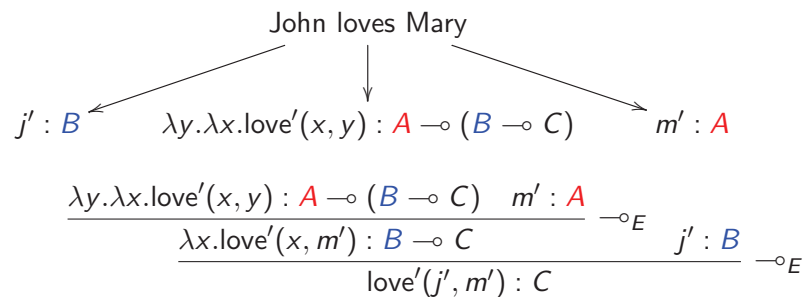 John loves Mary
j′ : B λy.λx.love′(x, y) : A ⊸ (B ⊸ C) m′ : A
λy.λx.love′(x, y) : A ⊸ (B ⊸ C) m′ : A ⊸E
λx.love′(x, m′) : B ⊸ C j′ : B ⊸E
love′(j′, m′) : C